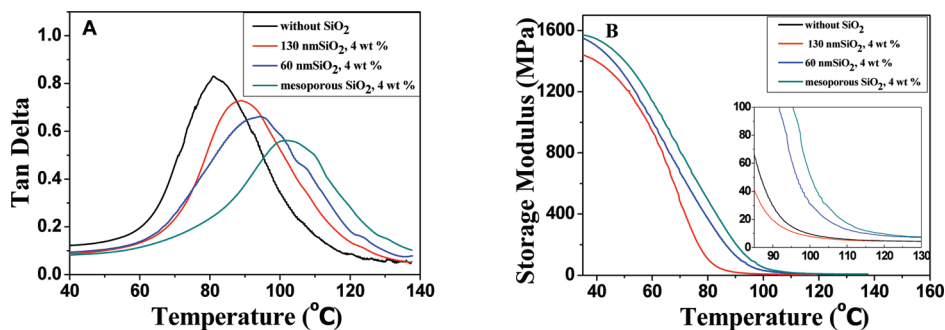 A
without SiO2
130 nmSiO2, 4 wt %
60 nmSiO2, 4 wt %
mesoporous SiO2, 4 wt %
Tan Delta
1.0
0.8
0.6
0.4
0.2
0.0
40 60 80 100 120 140
Temperature (°C)
B
without SiO2
130 nmSiO2, 4 wt %
60 nmSiO2, 4 wt %
mesoporous SiO2, 4 wt %
Storage Modulus (MPa)
1600
1200
800
400
0
100
80
60
40
20
0
90 100 110 120 130
40 60 80 100 120 140 160
Temperature (°C)